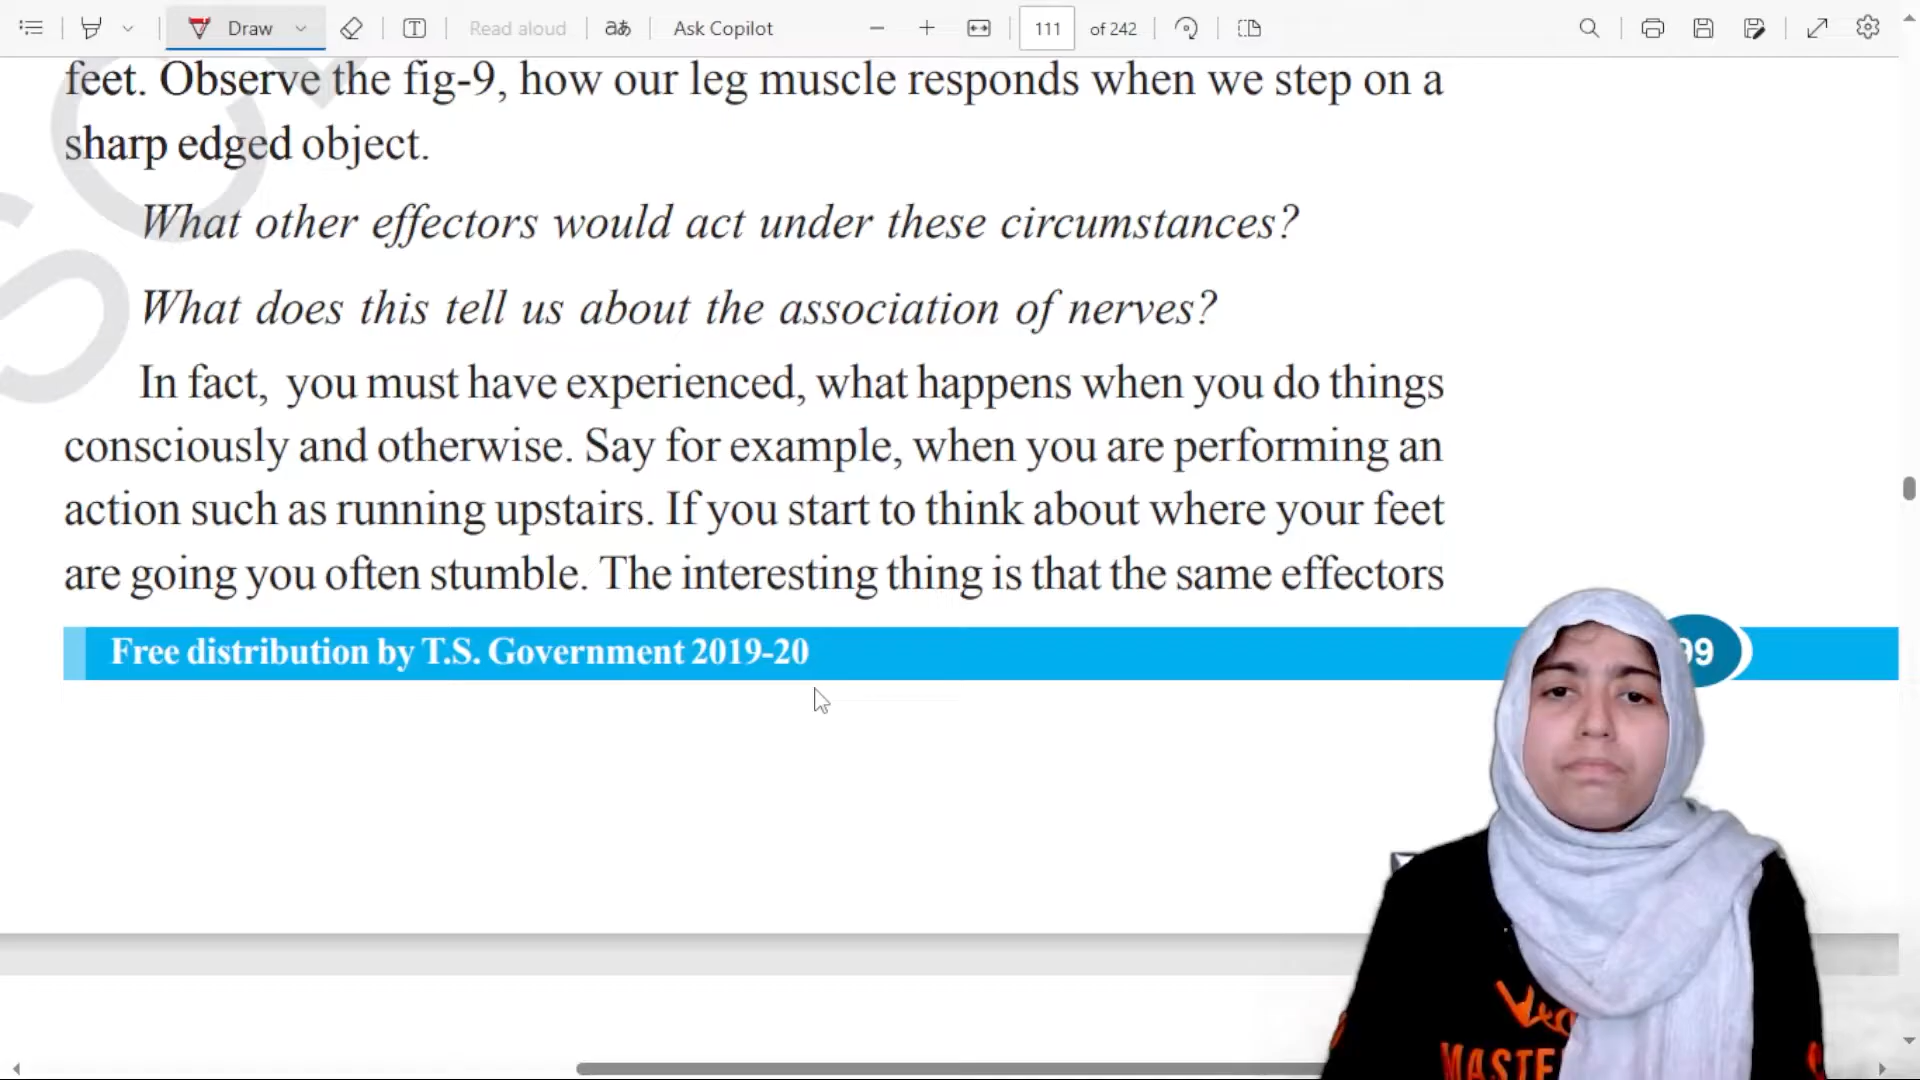 Draw
Read aloud
aあ
Ask Copilot
111
of 242
feet. Observe the fig-9, how our leg muscle responds when we step on a
sharp edged object.
What other effectors would act under these circumstances?
What does this tell us about the association of nerves?
In fact, you must have experienced, what happens when you do things
consciously and otherwise. Say for example, when you are performing an
action such as running upstairs. If you start to think about where your feet
are going you often stumble. The interesting thing is that the same effectors
Free distribution by T.S. Government 2019-20
99